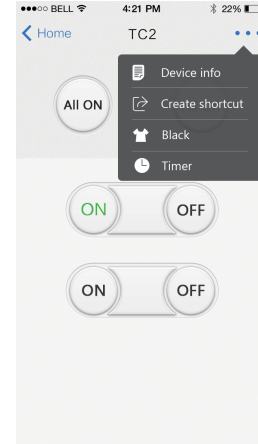 BELL 4:21 PM 22%
Home TC2
Device info
All ON Create shortcut
Black
Timer
ON OFF
ON OFF